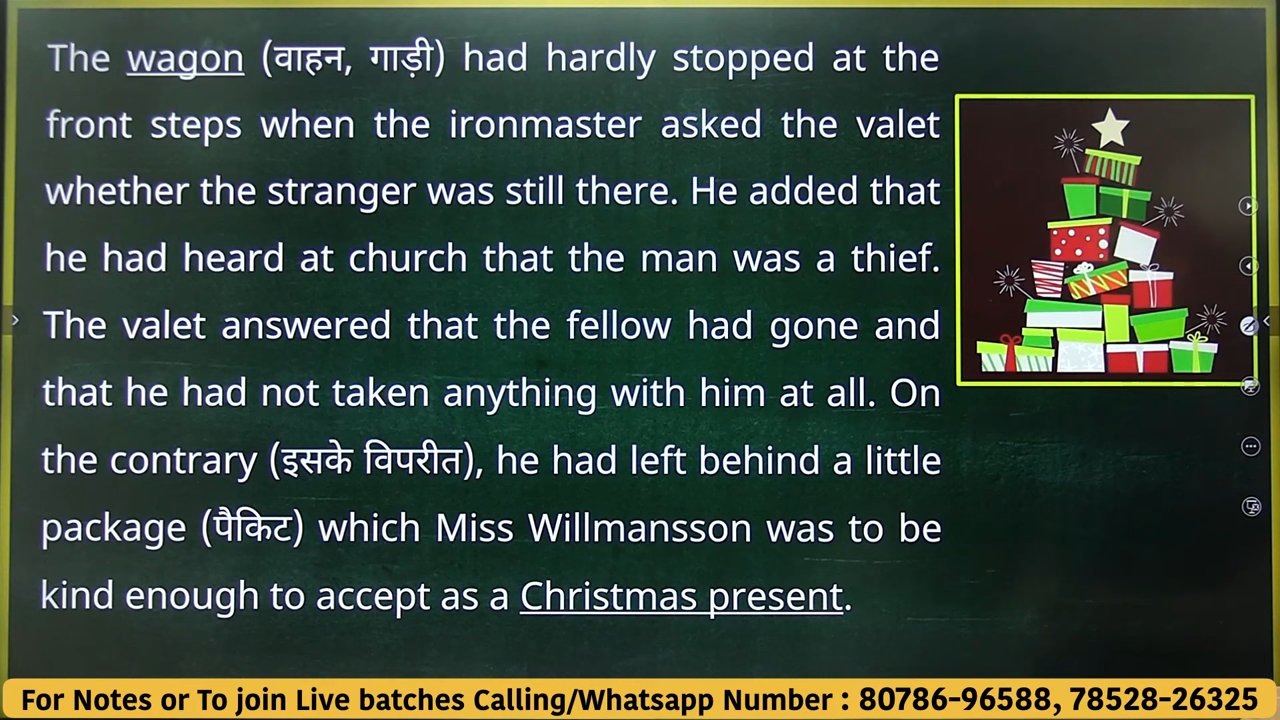 The wagon (वाहन, गाड़ी) had hardly stopped at the
front steps when the ironmaster asked the valet
whether the stranger was still there. He added that
he had heard at church that the man was a thief.
The valet answered that the fellow had gone and
that he had not taken anything with him at all. On
the contrary (इसके विपरीत), he had left behind a little
package (पैकिट) which Miss Willmansson was to be
kind enough to accept as a Christmas present.
For Notes or To join Live batches Calling/Whatsapp Number : 80786-96588, 78528-26325